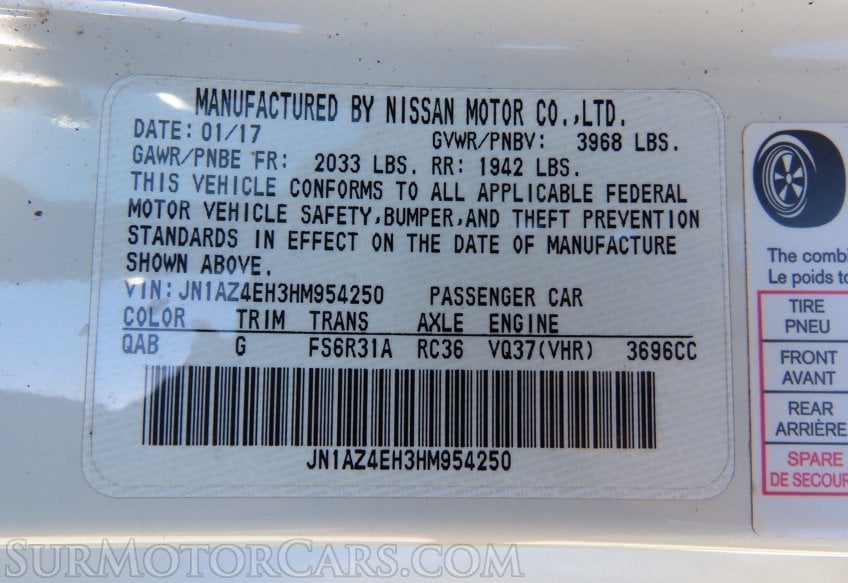 MANUFACTURED BY NISSAN MOTOR CO.,LTD.
DATE: 01/17 GVWR/PNBV: 3968 LBS.
GAWR/PNBE FR: 2033 LBS. RR: 1942 LBS.
THIS VEHICLE CONFORMS TO ALL APPLICABLE FEDERAL
MOTOR VEHICLE SAFETY,BUMPER,AND THEFT PREVENTION
STANDARDS IN EFFECT ON THE DATE OF MANUFACTURE
SHOWN ABOVE.
VIN: JN1AZ4EH3HM954250 PASSENGER CAR
COLOR TRIM TRANS AXLE ENGINE
QAB G FS6R31A RC36 VQ37(VHR) 3696CC
JN1AZ4EH3HM954250
The combi
Le poids to
TIRE
PNEU
FRONT
AVANT
REAR
ARRIÈRE
SPARE
DE SECOUR
SURMOTORCARS.COM